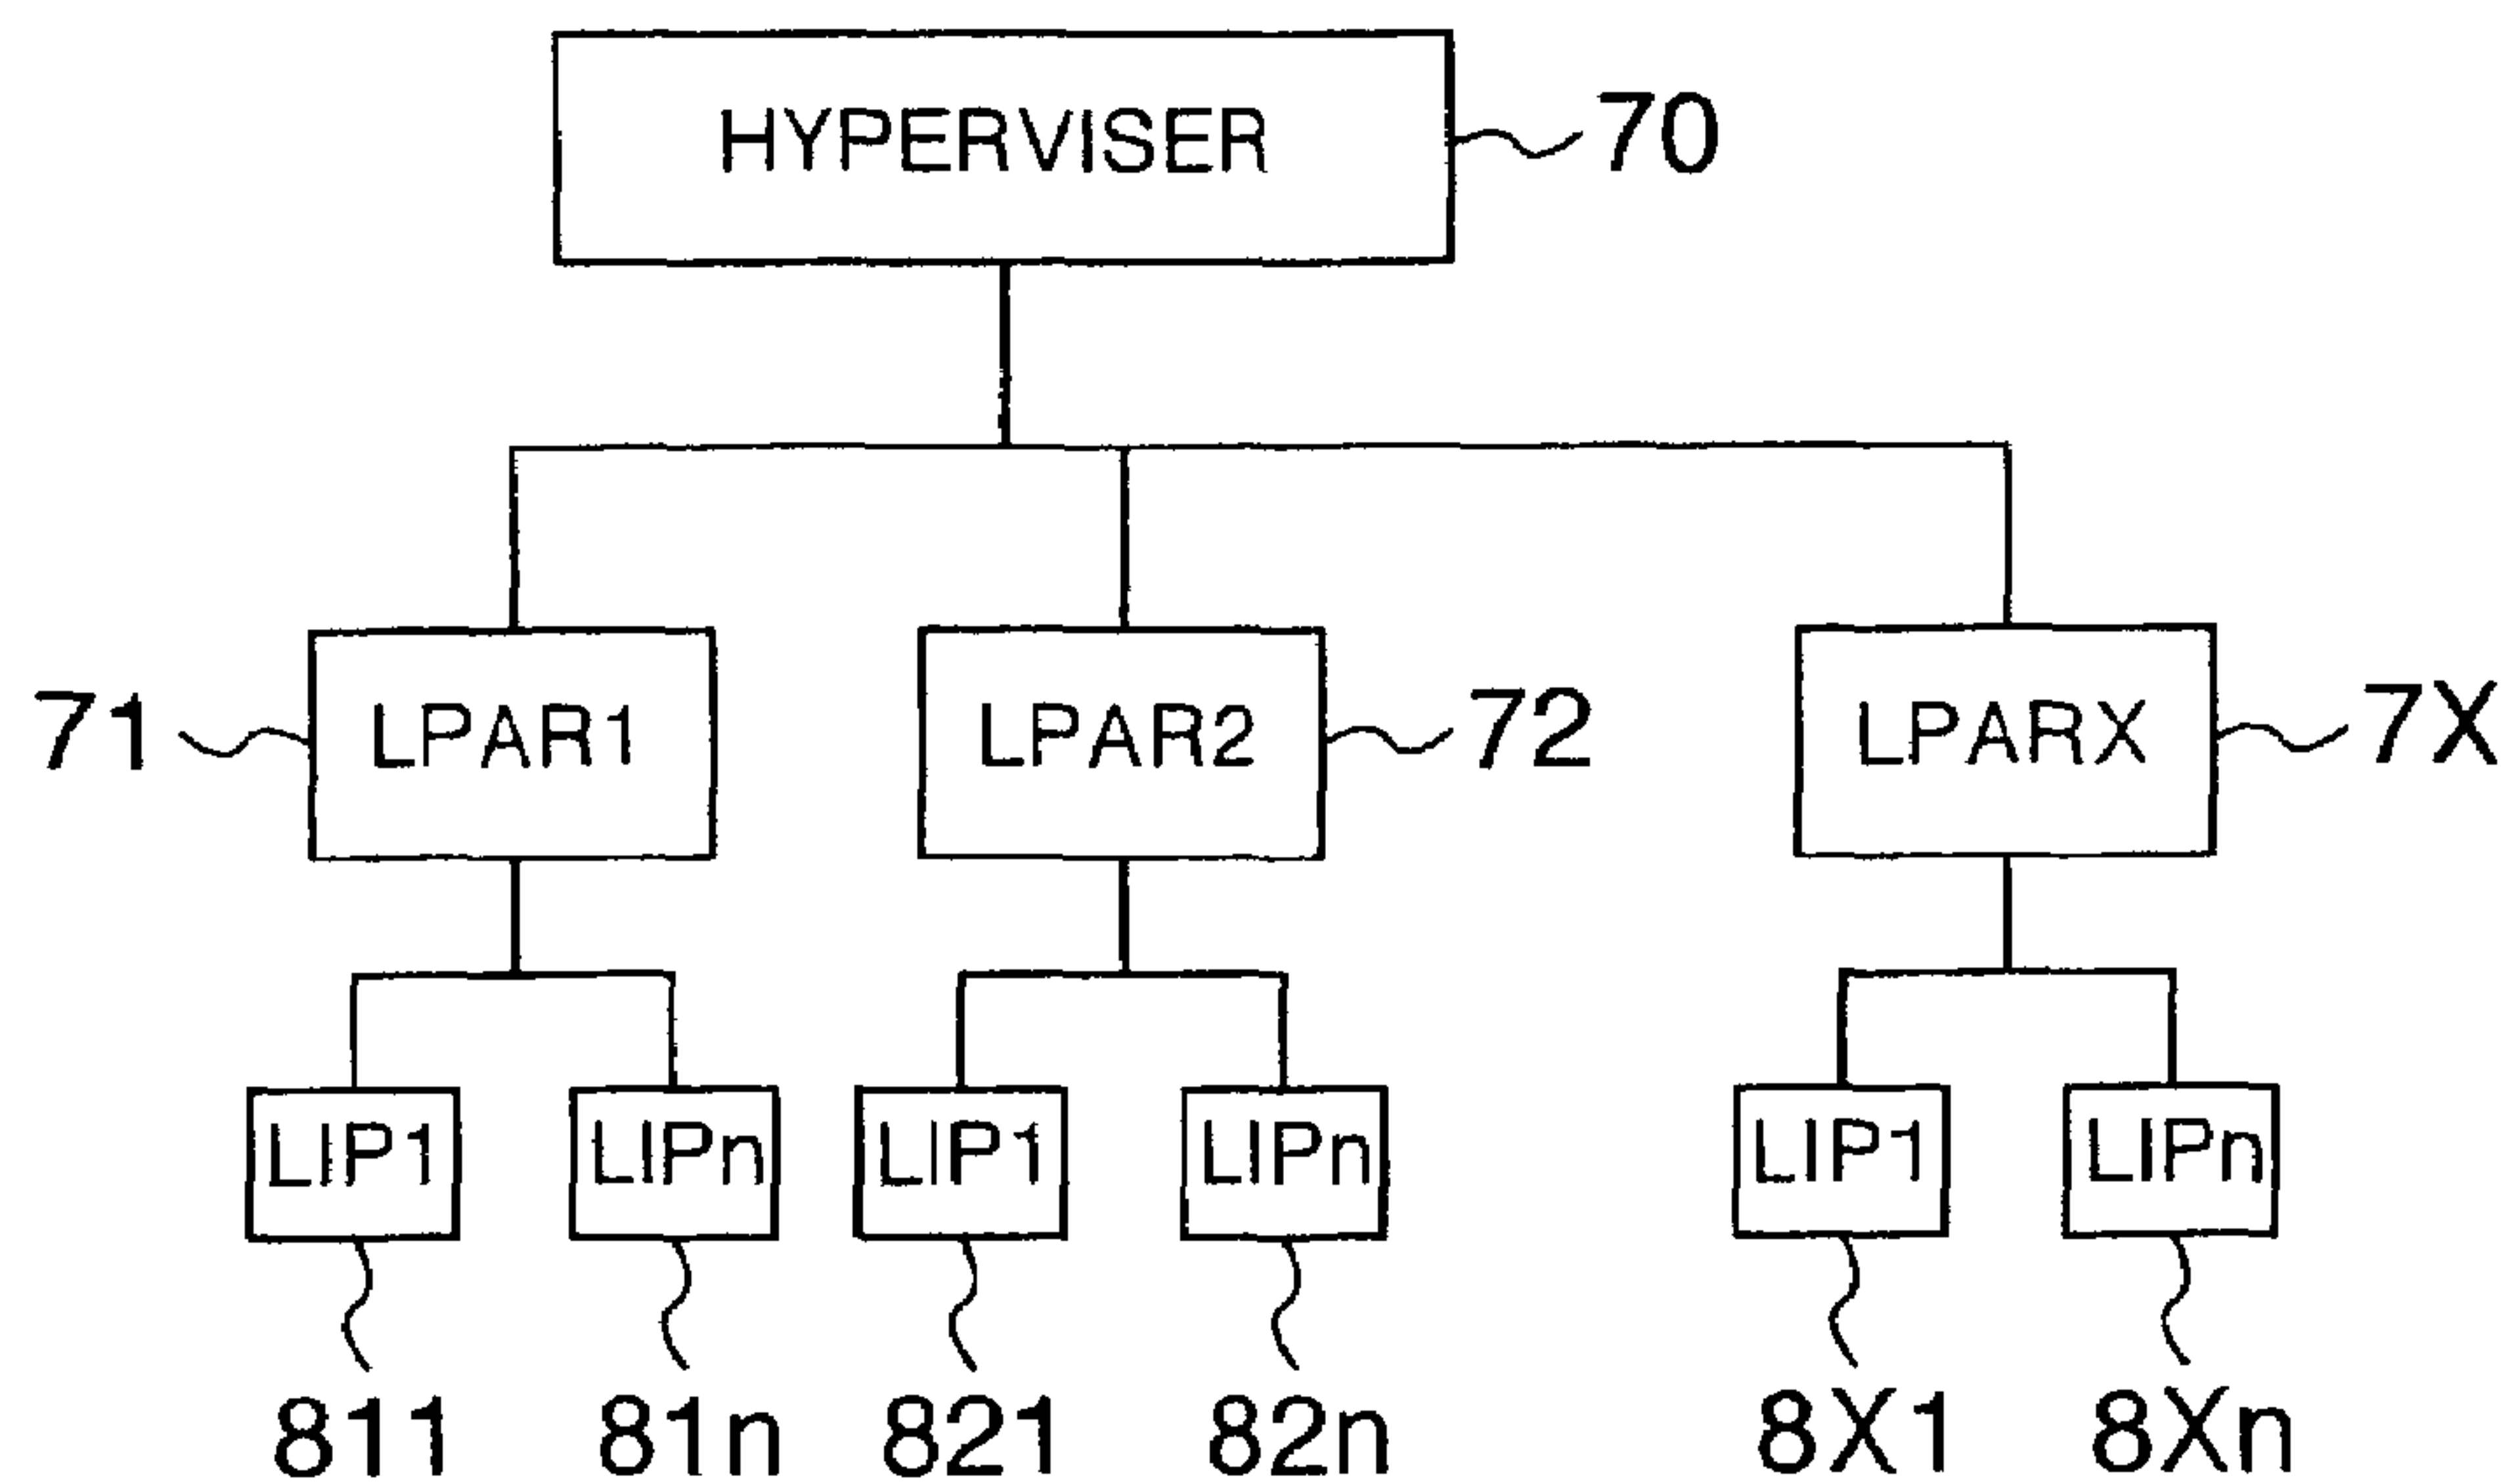 HYPERVISER 70
71 LPAR1 LPAR2 72 LPARX 7X
LIP1 LIPn LIP1 LIPn LIP1 LIPn
811 81n 821 82n 8X1 8Xn